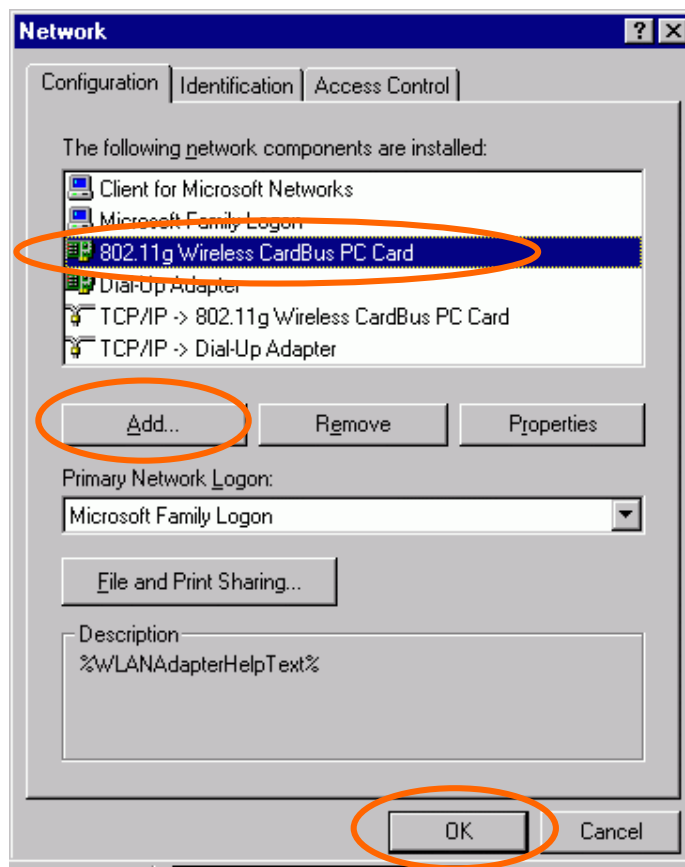 Network
Configuration Identification Access Control
The following network components are installed:
Client for Microsoft Networks
Microsoft Family Logon
802.11g Wireless CardBus PC Card
Dial-Up Adapter
TCP/IP -> 802.11g Wireless CardBus PC Card
TCP/IP -> Dial-Up Adapter
Add... Remove Properties
Primary Network Logon:
Microsoft Family Logon
File and Print Sharing...
Description
%WLANAdapterHelpText%
OK Cancel